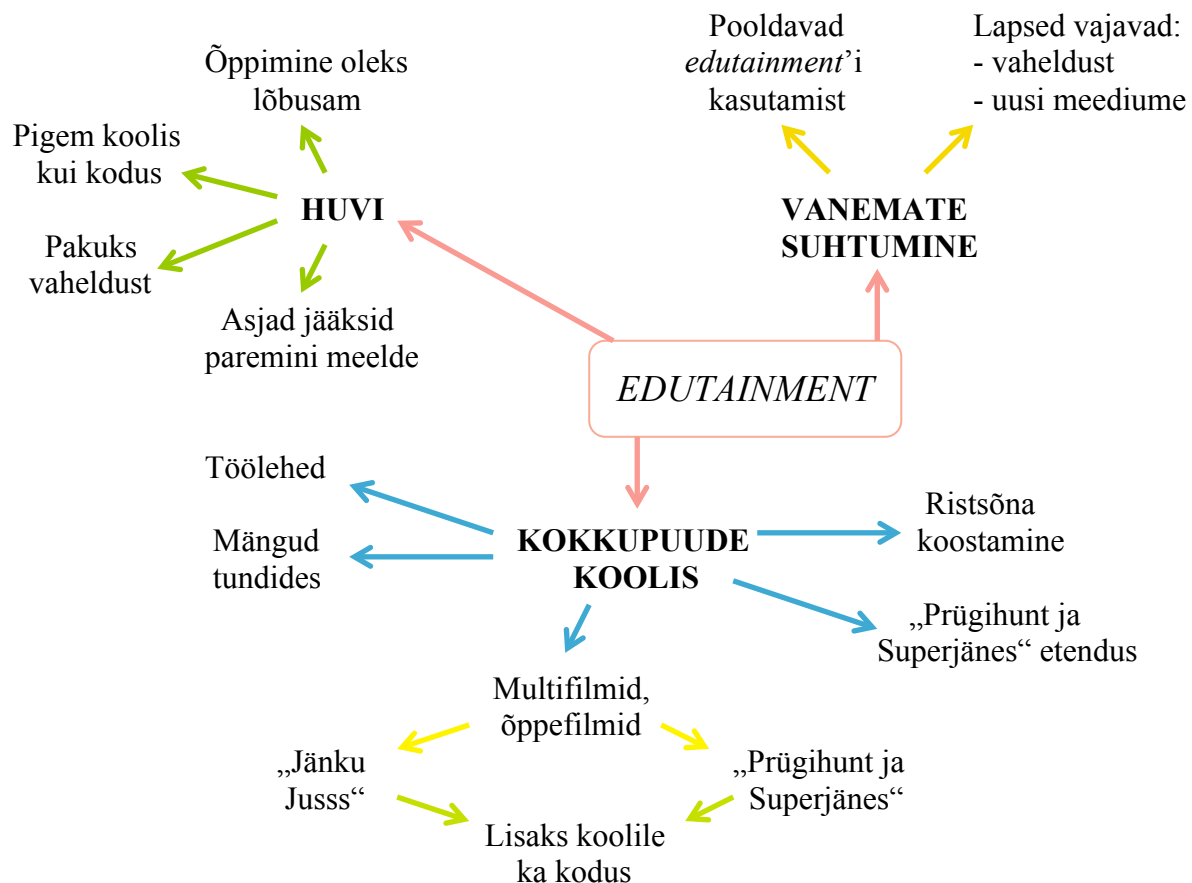 Õppimine oleks
lõbusam
Pigem koolis
kui kodus
HUVI
Pakuks
vaheldust
Asjad jääksid
paremini meelde
Pooldavad
edutainment’i
kasutamist
Lapsed vajavad:
- vaheldust
- uusi meediume
VANEMATE
SUHTUMINE
EDUTAINMENT
Töölehed
Mängud
tundides
KOKKUPUUDE
KOOLIS
Ristsõna
koostamine
„Prügihunt ja
Superjänes“ etendus
Multifilmid,
õppefilmid
„Jänku
Jusss“
„Prügihunt ja
Superjänes“
Lisaks koolile
ka kodus